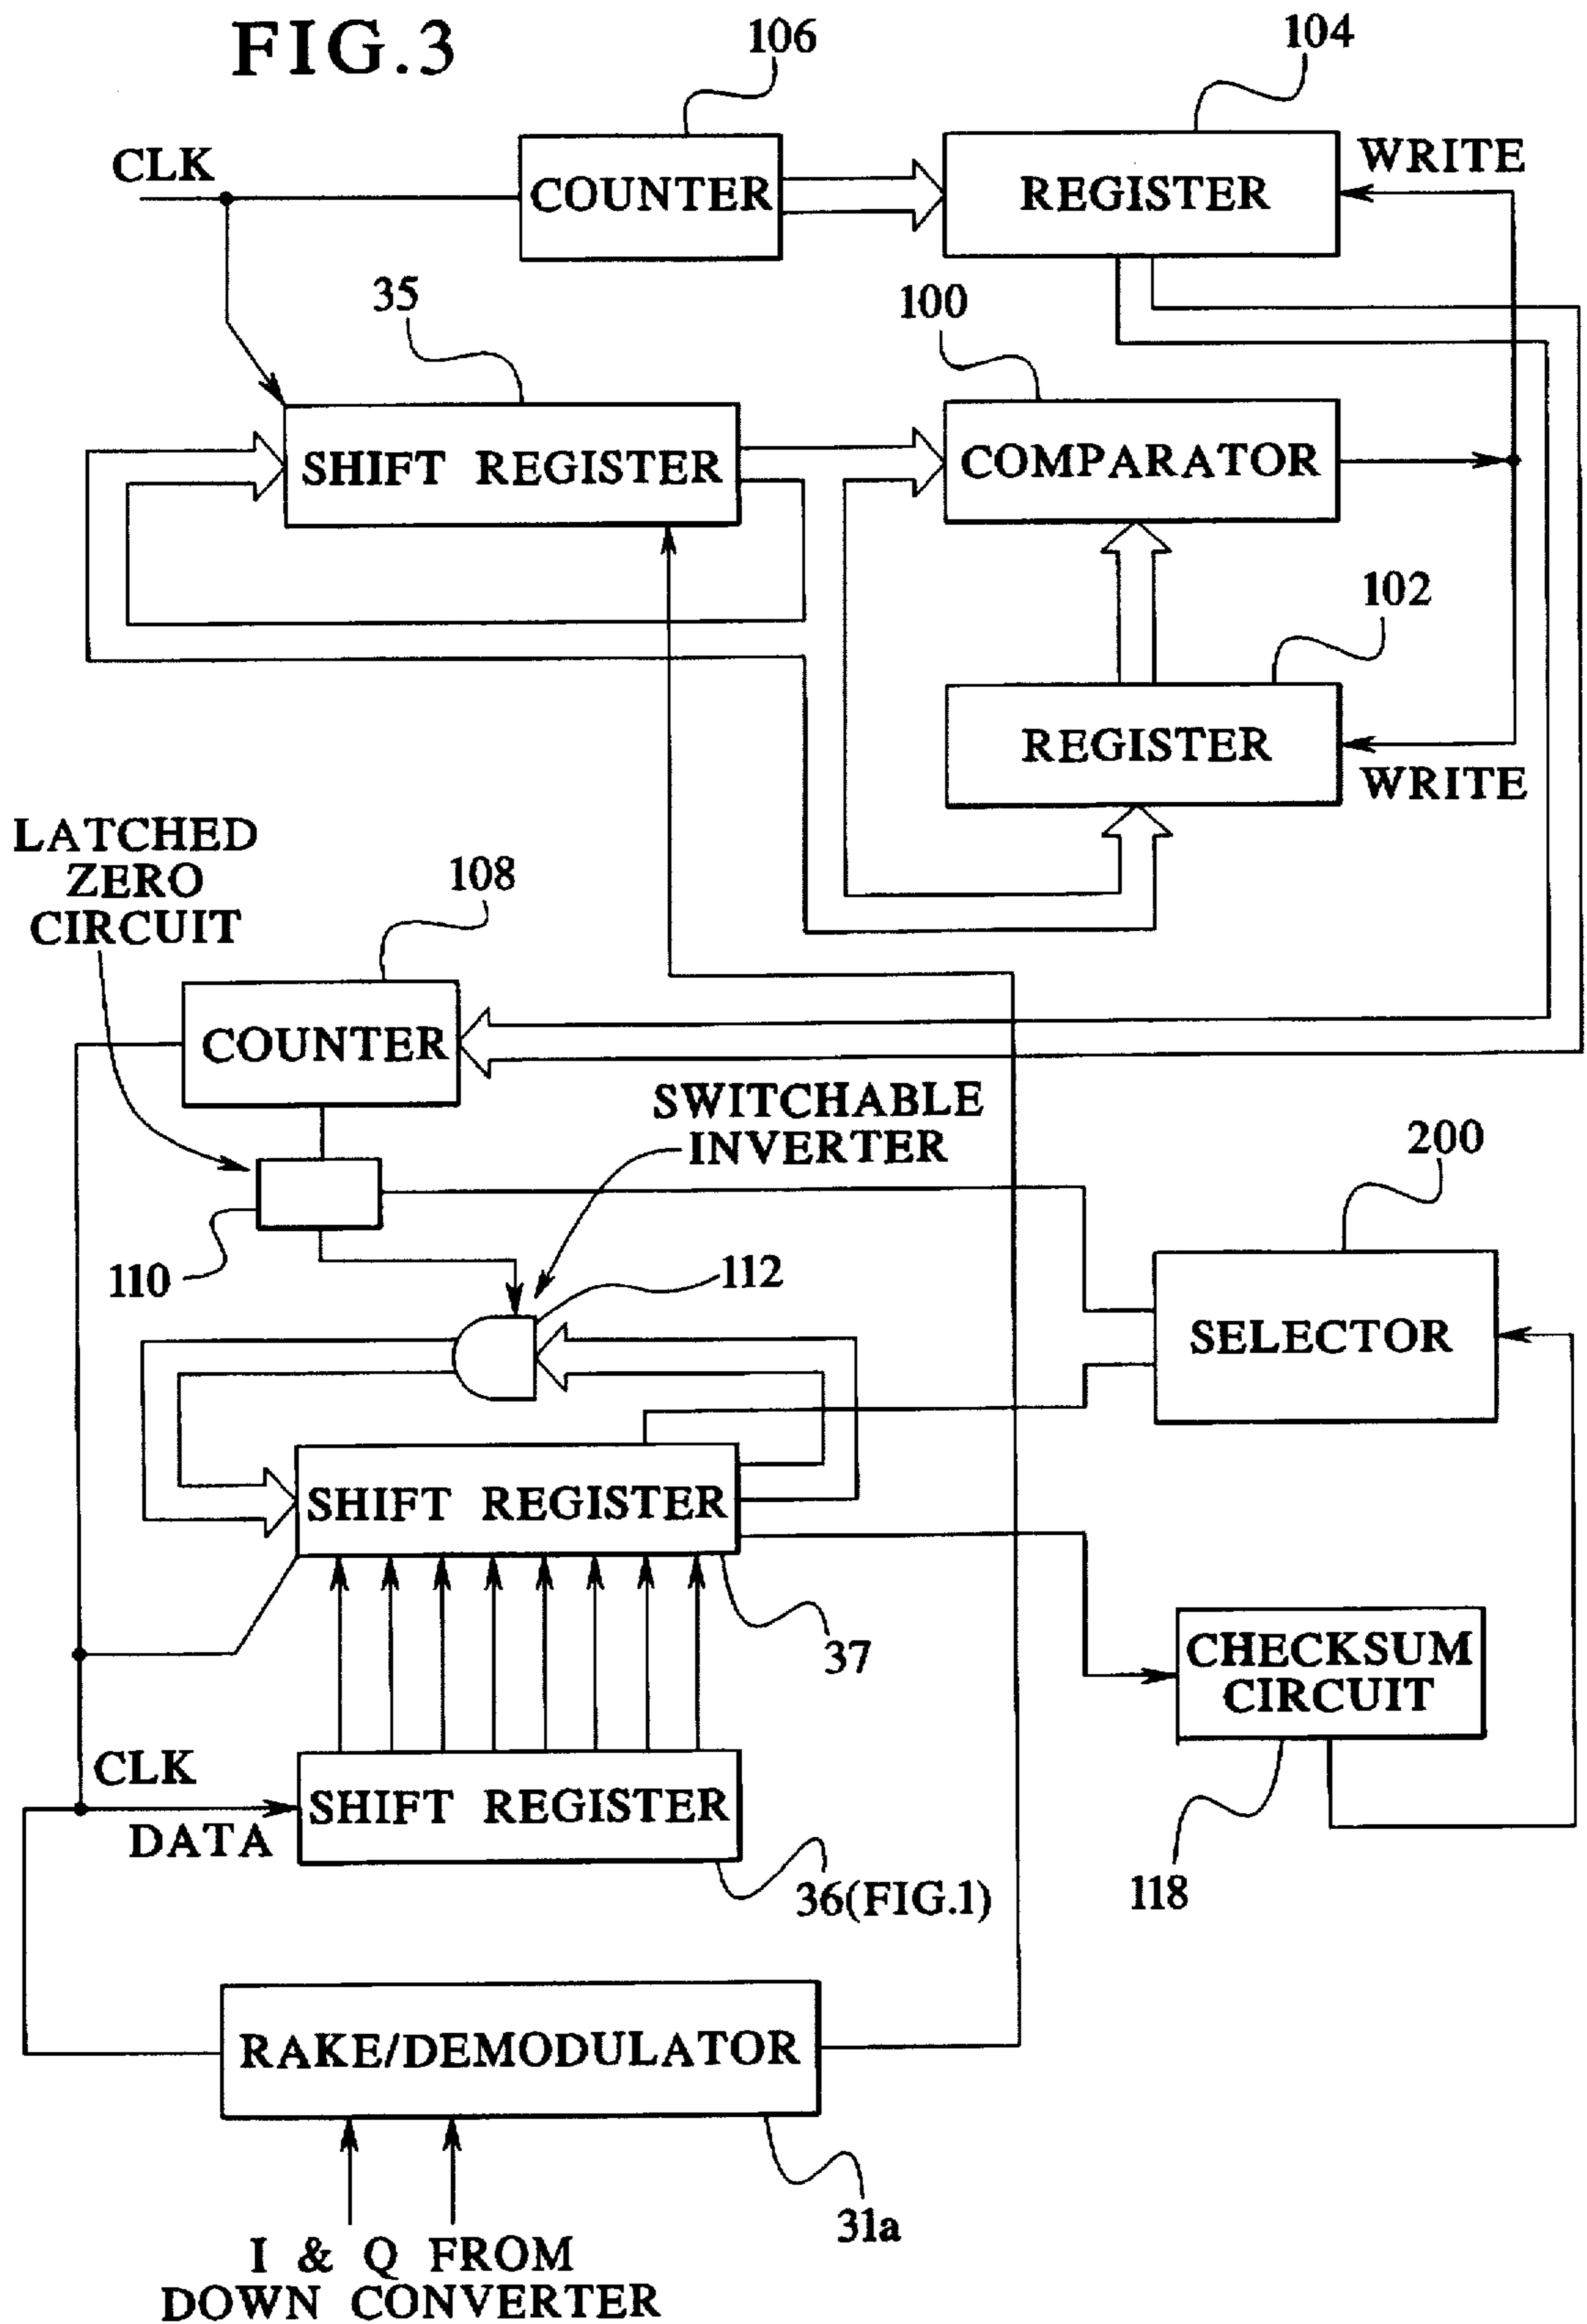 FIG.3
106
104
CLK
COUNTER
REGISTER
WRITE
35
100
SHIFT REGISTER
COMPARATOR
102
REGISTER
WRITE
LATCHED
ZERO
CIRCUIT
108
COUNTER
SWITCHABLE
INVERTER
200
110
112
SELECTOR
SHIFT REGISTER
37
CHECKSUM
CIRCUIT
CLK
DATA
SHIFT REGISTER
36(FIG.1)
118
RAKE/DEMODULATOR
31a
I & Q FROM
DOWN CONVERTER